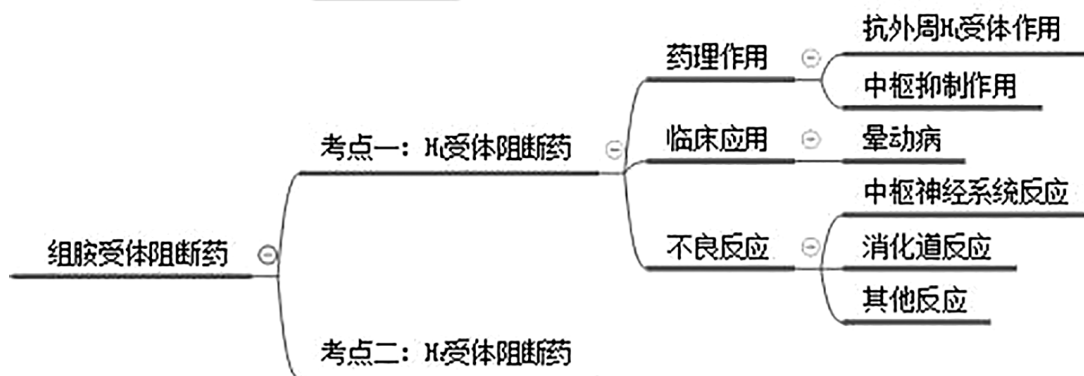 组胺受体阻断药
考点一：H₁受体阻断药
药理作用
抗外周H₁受体作用
中枢抑制作用
临床应用
晕动病
不良反应
中枢神经系统反应
消化道反应
其他反应
考点二：H₂受体阻断药